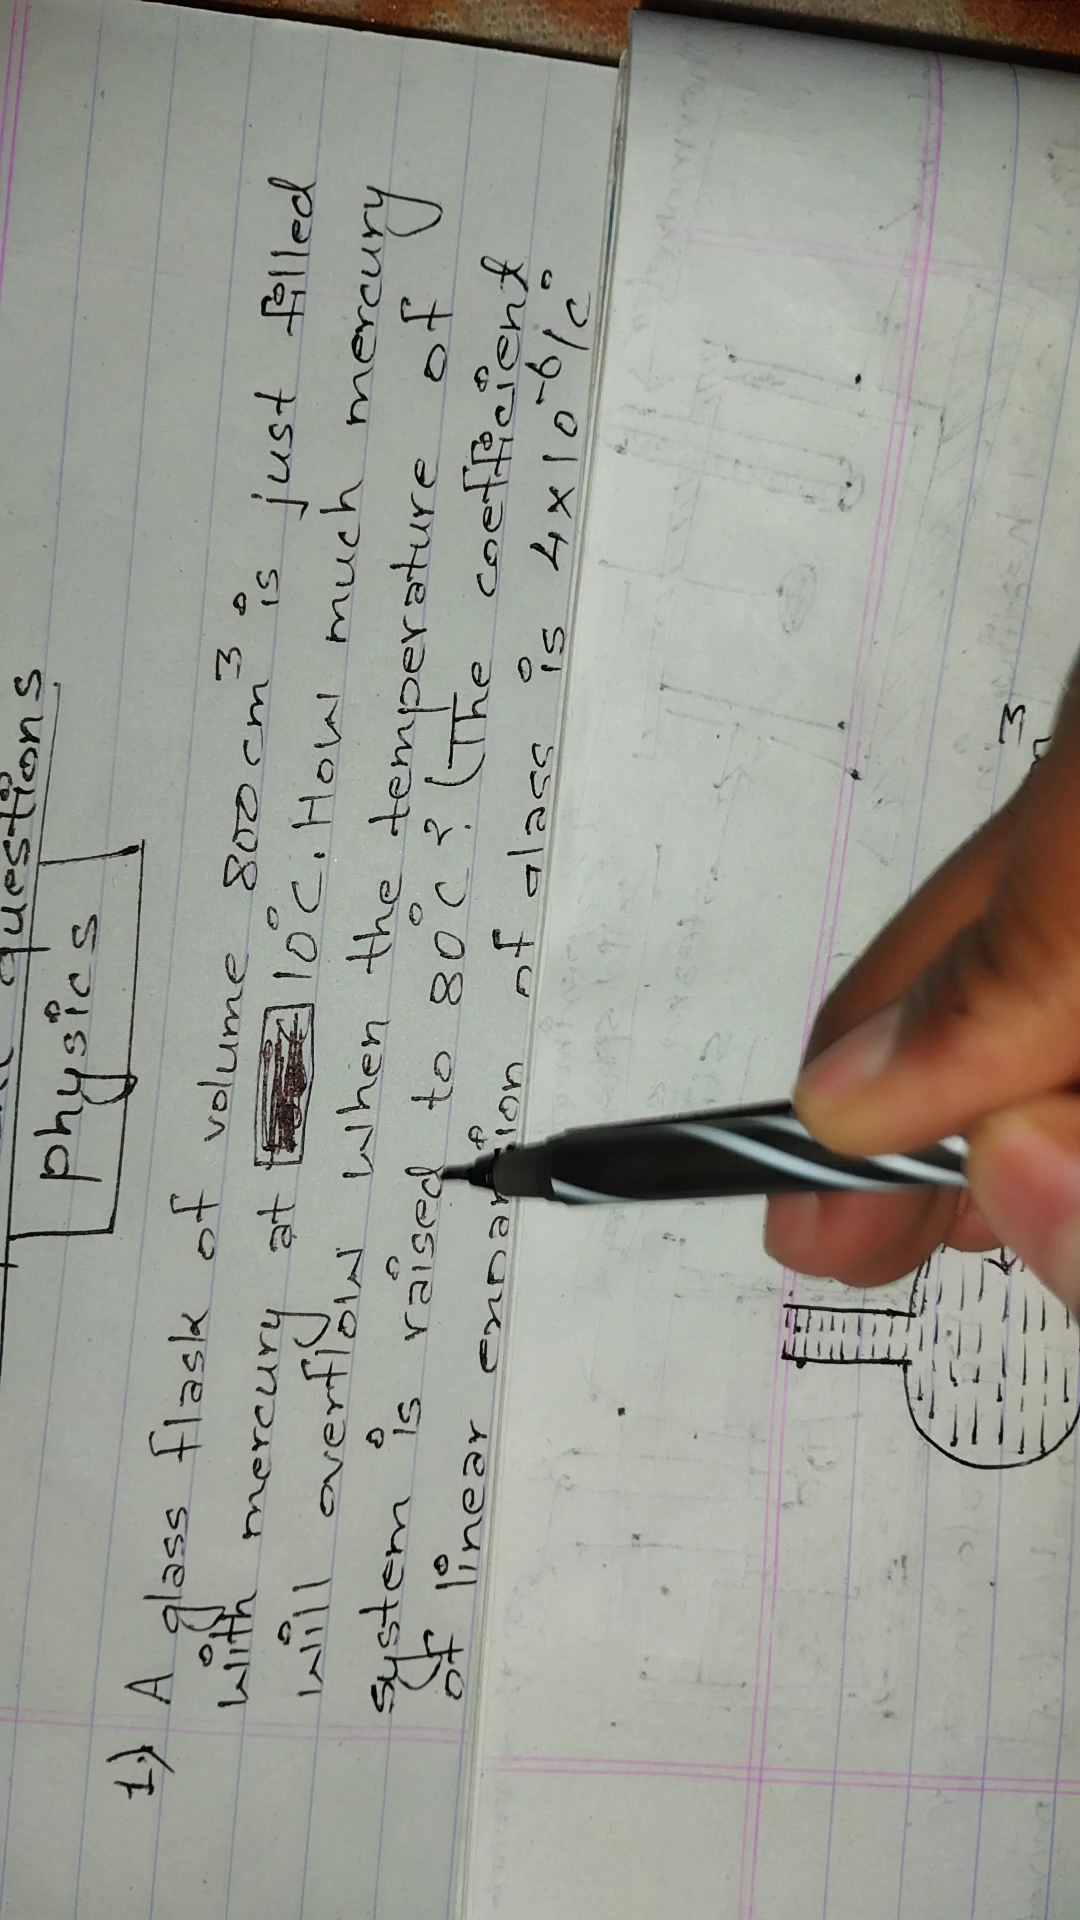 questions
physics
1) A glass flask of volume 800cm³ is just filled
with mercury at 10°C. How much mercury
will overflow when the temperature of
system is raised to 80°C? (The coefficient
of linear expansion of glass is 4×10⁻⁶/C°
3